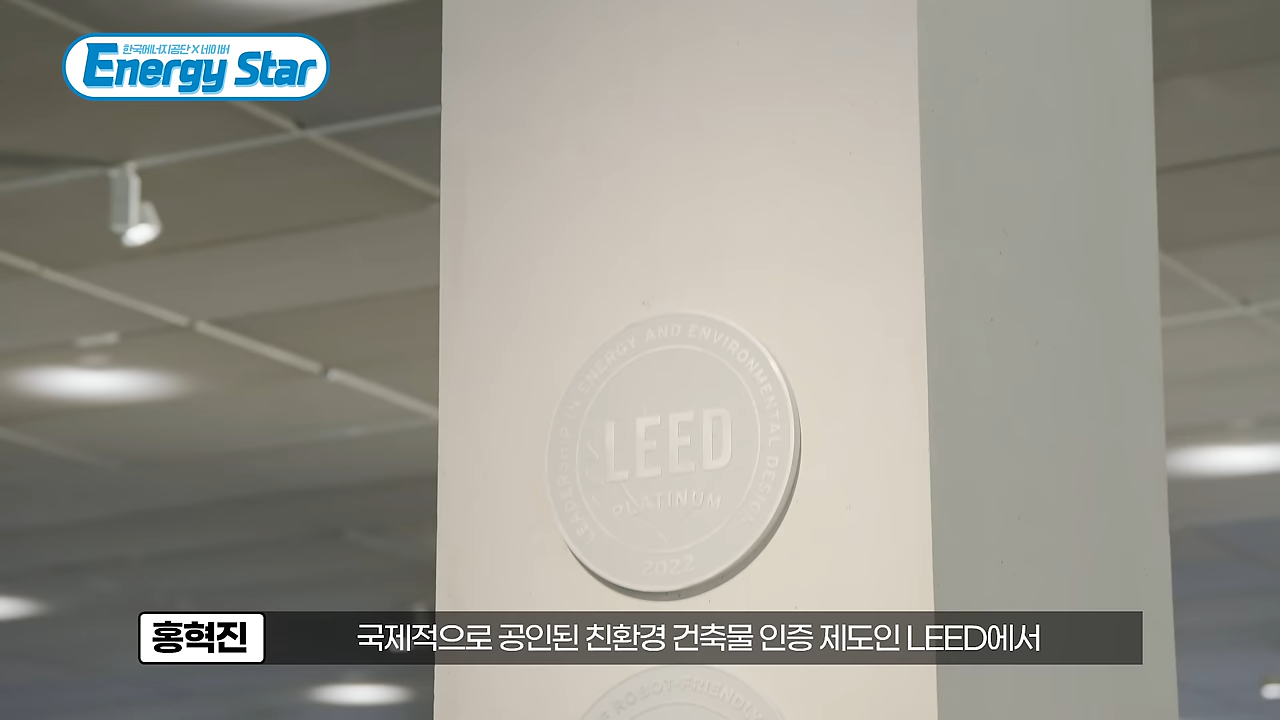 한국에너지공단 X 네이버
Energy Star
LEADERSHIP IN ENERGY AND ENVIRONMENTAL DESIGN
LEED
PLATINUM
2022
홍혁진
국제적으로 공인된 친환경 건축물 인증 제도인 LEED에서
ROBOT-FRIENDLY